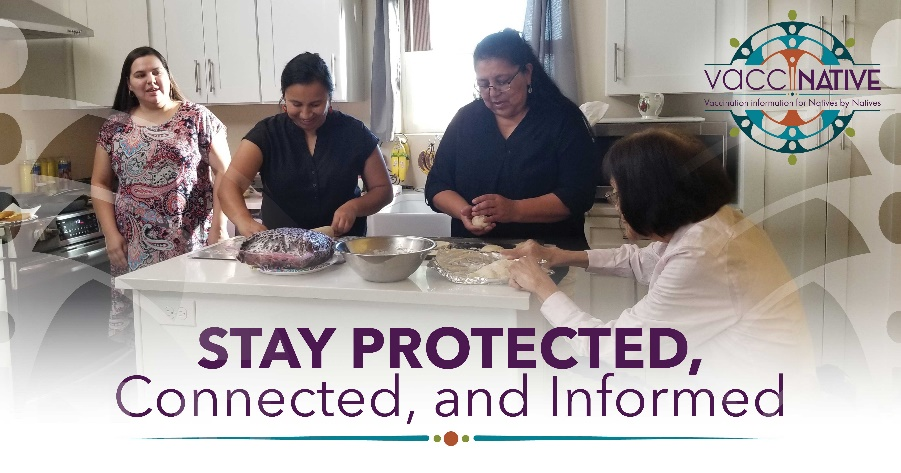 vaccINATIVE
Vaccination information for Natives by Natives
STAY PROTECTED,
Connected, and Informed